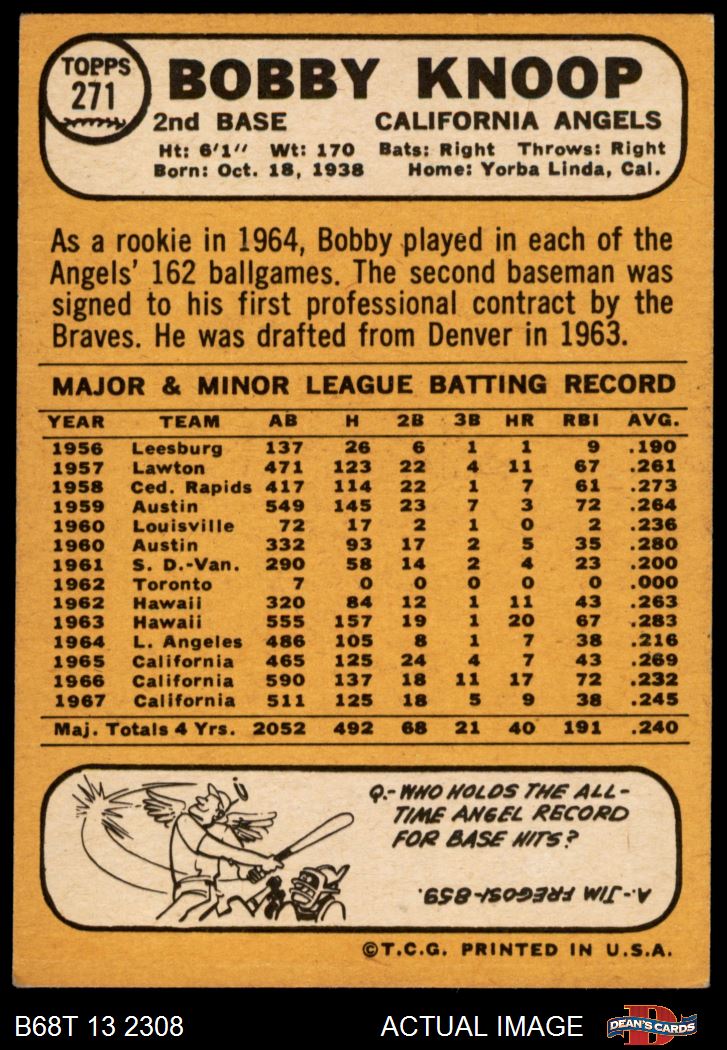 TOPPS
271
BOBBY KNOOP
2nd BASE CALIFORNIA ANGELS
Ht: 6'1" Wt: 170 Bats: Right Throws: Right
Born: Oct. 18, 1938 Home: Yorba Linda, Cal.
As a rookie in 1964, Bobby played in each of the
Angels' 162 ballgames. The second baseman was
signed to his first professional contract by the
Braves. He was drafted from Denver in 1963.
MAJOR & MINOR LEAGUE BATTING RECORD
YEAR TEAM AB H 2B 3B HR RBI AVG.
1956 Leesburg 137 26 6 1 1 9 .190
1957 Lawton 471 123 22 4 11 67 .261
1958 Ced. Rapids 417 114 22 1 7 61 .273
1959 Austin 549 145 23 7 3 72 .264
1960 Louisville 72 17 2 1 0 2 .236
1960 Austin 332 93 17 2 5 35 .280
1961 S. D.-Van. 290 58 14 2 4 23 .200
1962 Toronto 7 0 0 0 0 0 .000
1962 Hawaii 320 84 12 1 11 43 .263
1963 Hawaii 555 157 19 1 20 67 .283
1964 L. Angeles 486 105 8 1 7 38 .216
1965 California 465 125 24 4 7 43 .269
1966 California 590 137 18 11 17 72 .232
1967 California 511 125 18 5 9 38 .245
Maj. Totals 4 Yrs. 2052 492 68 21 40 191 .240
Q.-WHO HOLDS THE ALL-
TIME ANGEL RECORD
FOR BASE HITS?
A.-JIM FREGOSI-859.
©T.C.G. PRINTED IN U.S.A.
B68T 13 2308 ACTUAL IMAGE DEAN'S CARDS